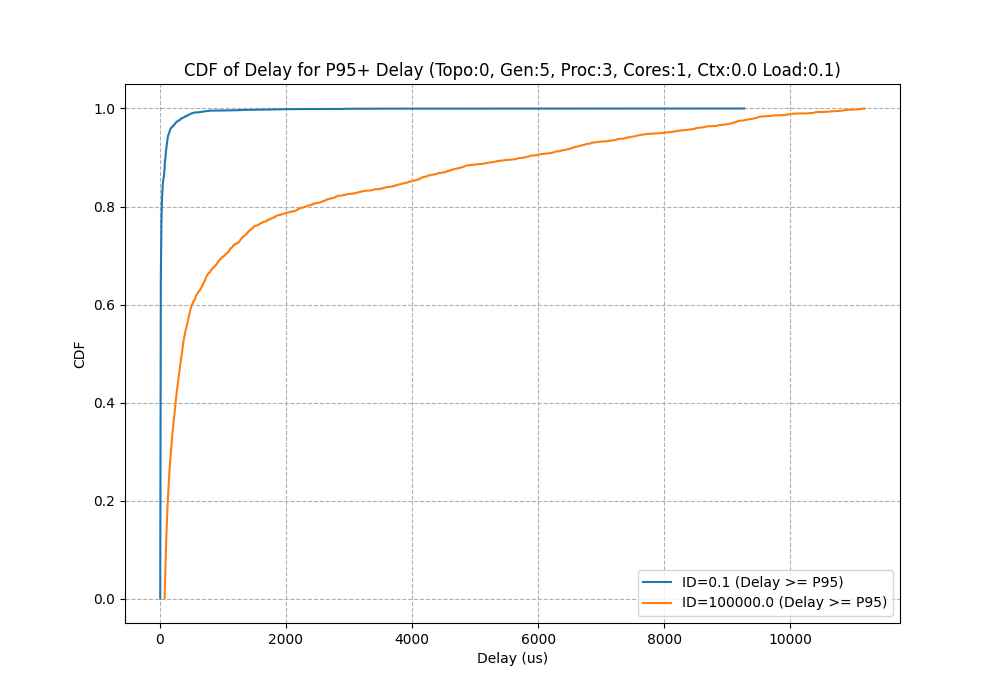 CDF of Delay for P95+ Delay (Topo:0, Gen:5, Proc:3, Cores:1, Ctx:0.0 Load:0.1)
1.0
0.8
0.6
0.4
0.2
0.0
CDF
0 2000 4000 6000 8000 10000
Delay (us)
ID=0.1 (Delay >= P95)
ID=100000.0 (Delay >= P95)